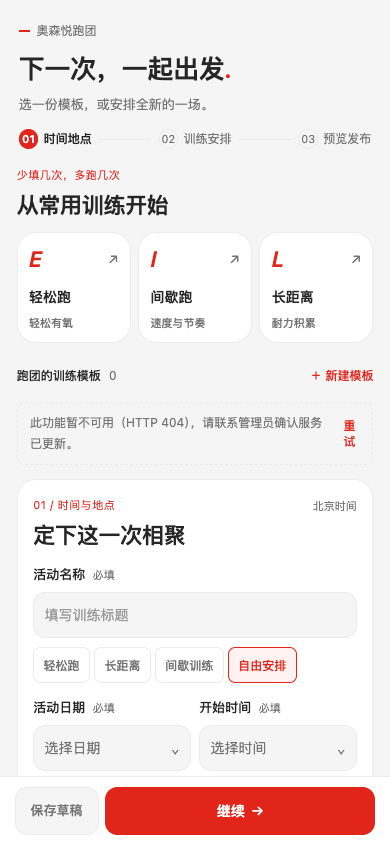 奥森悦跑团
下一次，一起出发.
选一份模板，或安排全新的一场。
01 时间地点 02 训练安排 03 预览发布
少填几次，多跑几次
从常用训练开始
E ↗ I ↗ L ↗
轻松跑 间歇跑 长距离
轻松有氧 速度与节奏 耐力积累
跑团的训练模板 0 + 新建模板
此功能暂不可用（HTTP 404），请联系管理员确认服务
已更新。
重
试
01 / 时间与地点 北京时间
定下这一次相聚
活动名称 必填
填写训练标题
轻松跑 长距离 间歇训练 自由安排
活动日期 必填 开始时间 必填
选择日期 选择时间
保存草稿 继续 →